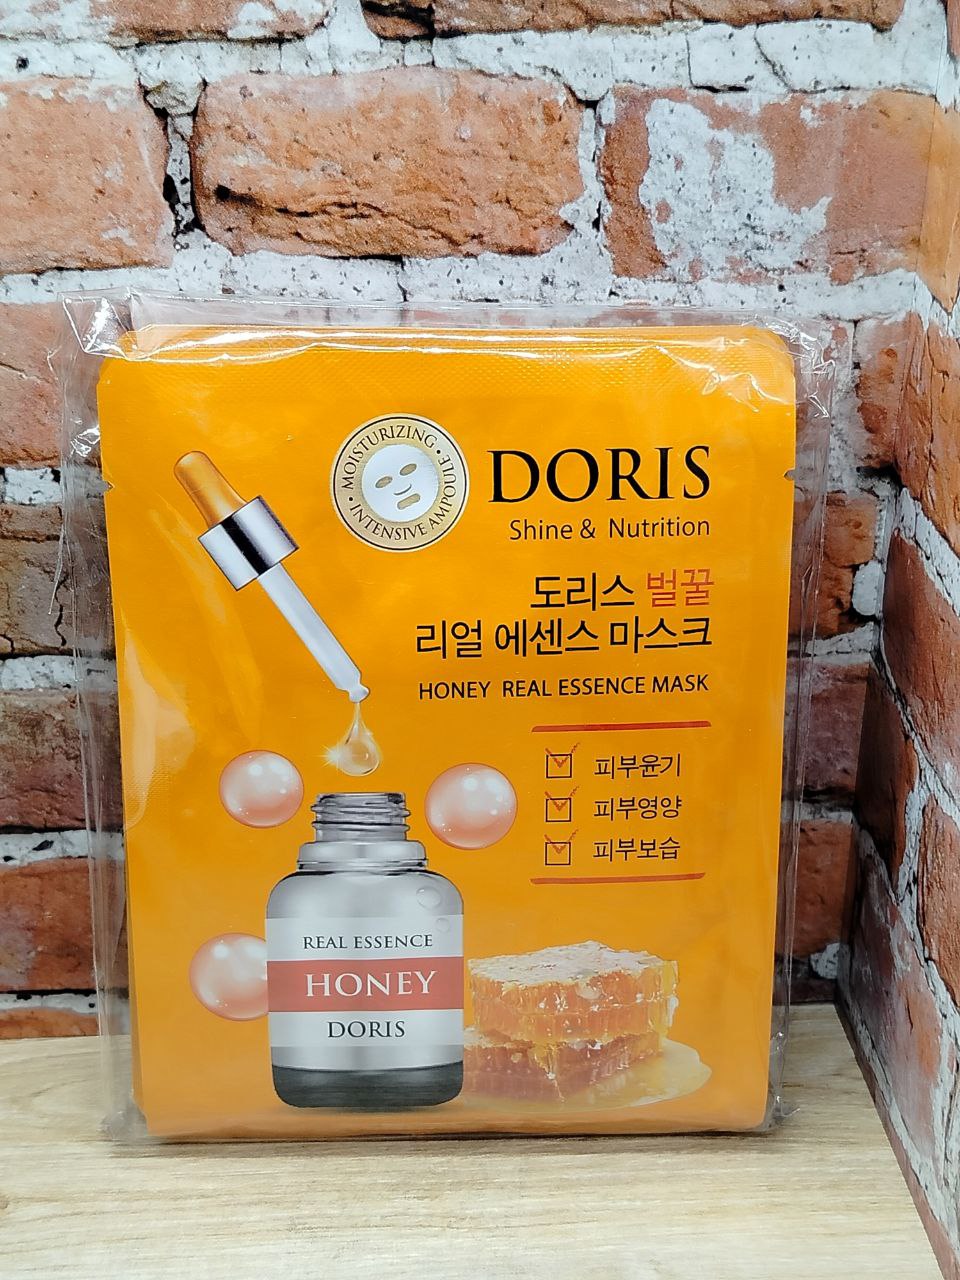 MOISTURIZING
INTENSIVE AMPOULE
DORIS
Shine & Nutrition
도리스 벌꿀
리얼 에센스 마스크
HONEY REAL ESSENCE MASK
피부윤기
피부영양
피부보습
REAL ESSENCE
HONEY
DORIS